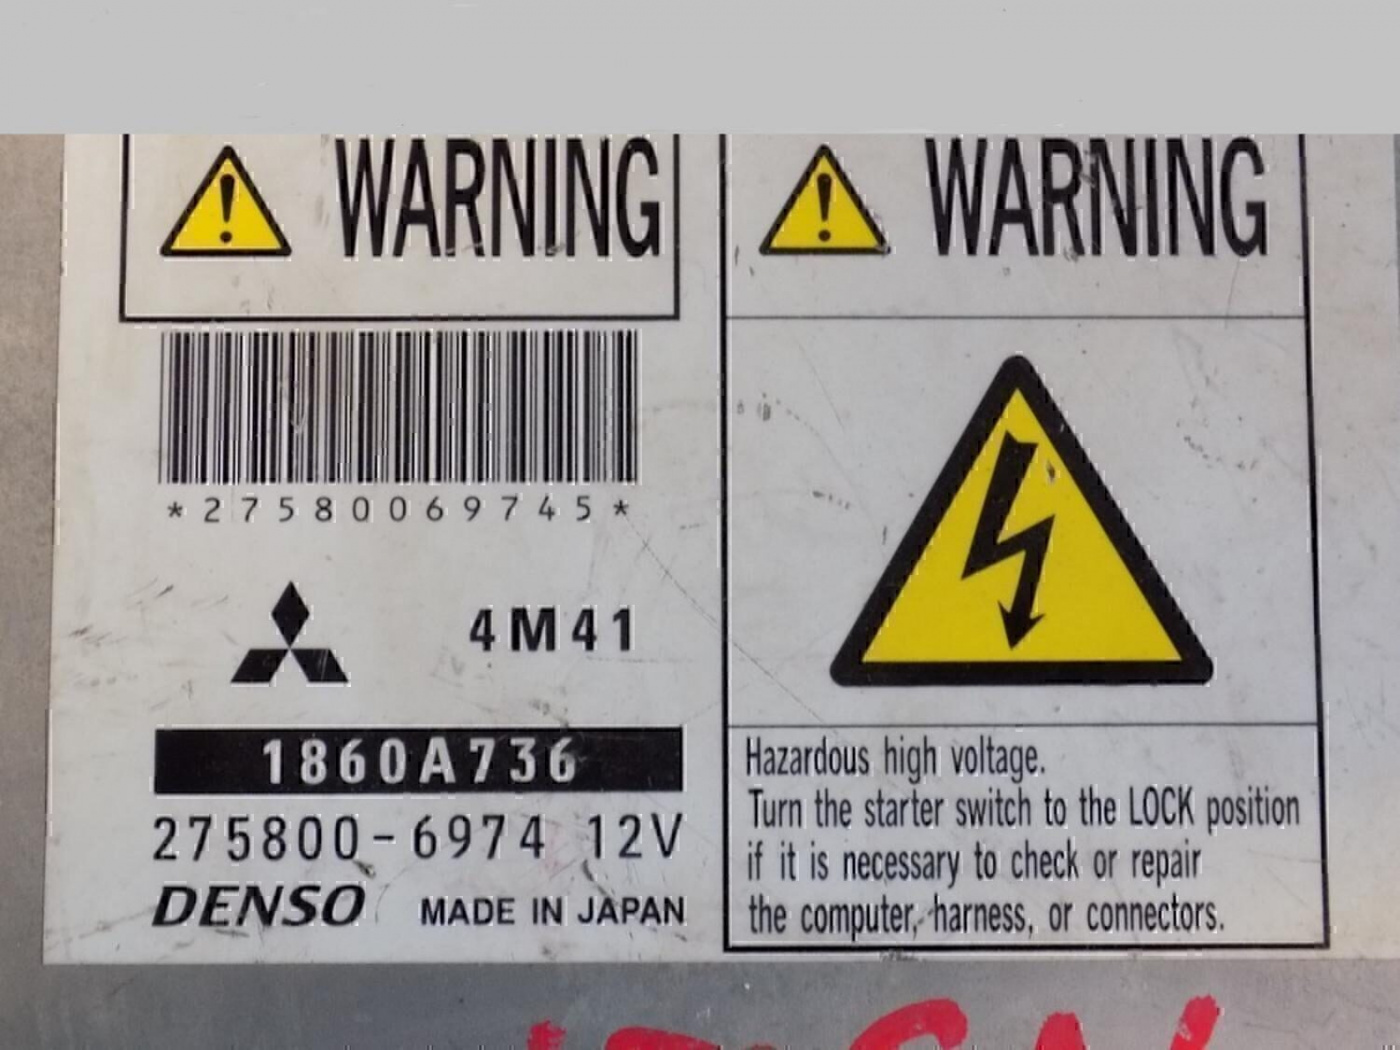 WARNING
*27580069745*
4M41
1860A736
275800-6974 12V
DENSO MADE IN JAPAN
WARNING
Hazardous high voltage.
Turn the starter switch to the LOCK position
if it is necessary to check or repair
the computer, harness, or connectors.